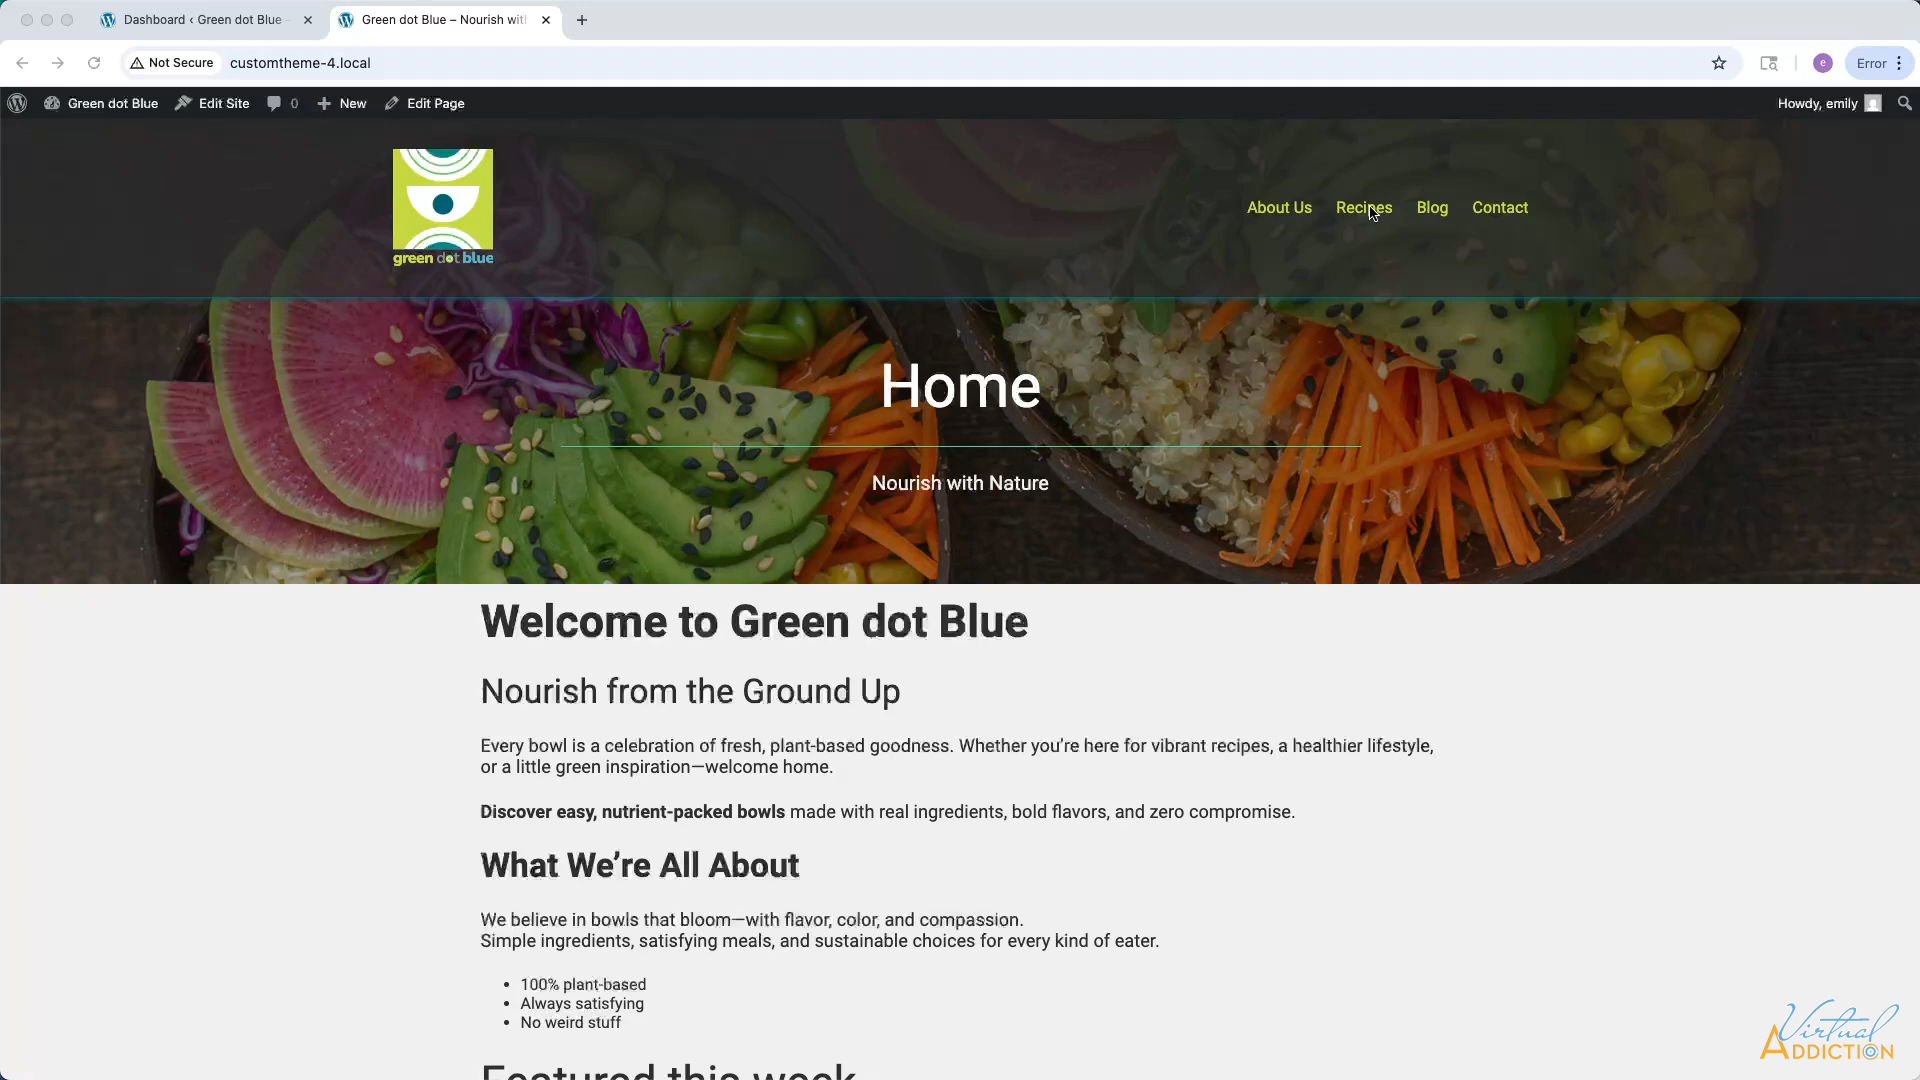 Dashboard ‹ Green dot Blue –
Green dot Blue – Nourish with
Not Secure
customtheme-4.local
e
Error
Green dot Blue
Edit Site
0
New
Edit Page
Howdy, emily
green dot blue
About Us
Recipes
Blog
Contact
Home
Nourish with Nature
Welcome to Green dot Blue
Nourish from the Ground Up
Every bowl is a celebration of fresh, plant-based goodness. Whether you’re here for vibrant recipes, a healthier lifestyle,
or a little green inspiration—welcome home.
Discover easy, nutrient-packed bowls made with real ingredients, bold flavors, and zero compromise.
What We’re All About
We believe in bowls that bloom—with flavor, color, and compassion.
Simple ingredients, satisfying meals, and sustainable choices for every kind of eater.
• 100% plant-based
• Always satisfying
• No weird stuff
Featured this week
Virtual
ADDICTION